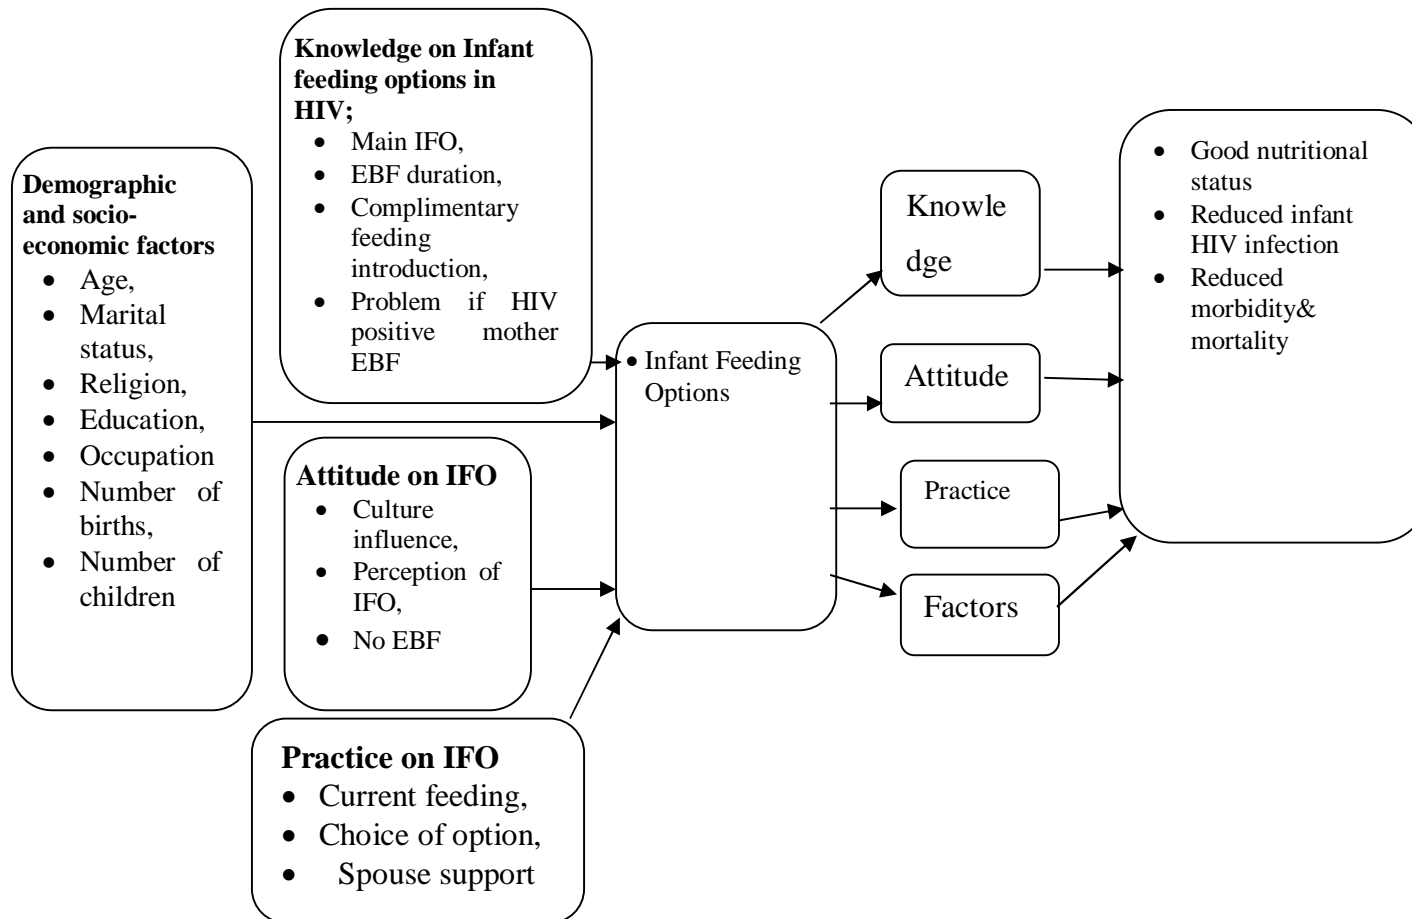 Knowledge on Infant
feeding options in
HIV;
• Main IFO,
• EBF duration,
• Complimentary
feeding
introduction,
• Problem if HIV
positive mother
EBF
Demographic
and socio-
economic factors
• Age,
• Marital
status,
• Religion,
• Education,
• Occupation
• Number of
births,
• Number of
children
Attitude on IFO
• Culture
influence,
• Perception of
IFO,
• No EBF
Practice on IFO
• Current feeding,
• Choice of option,
• Spouse support
• Infant Feeding
Options
Knowle
dge
Attitude
Practice
Factors
• Good nutritional
status
• Reduced infant
HIV infection
• Reduced
morbidity&
mortality